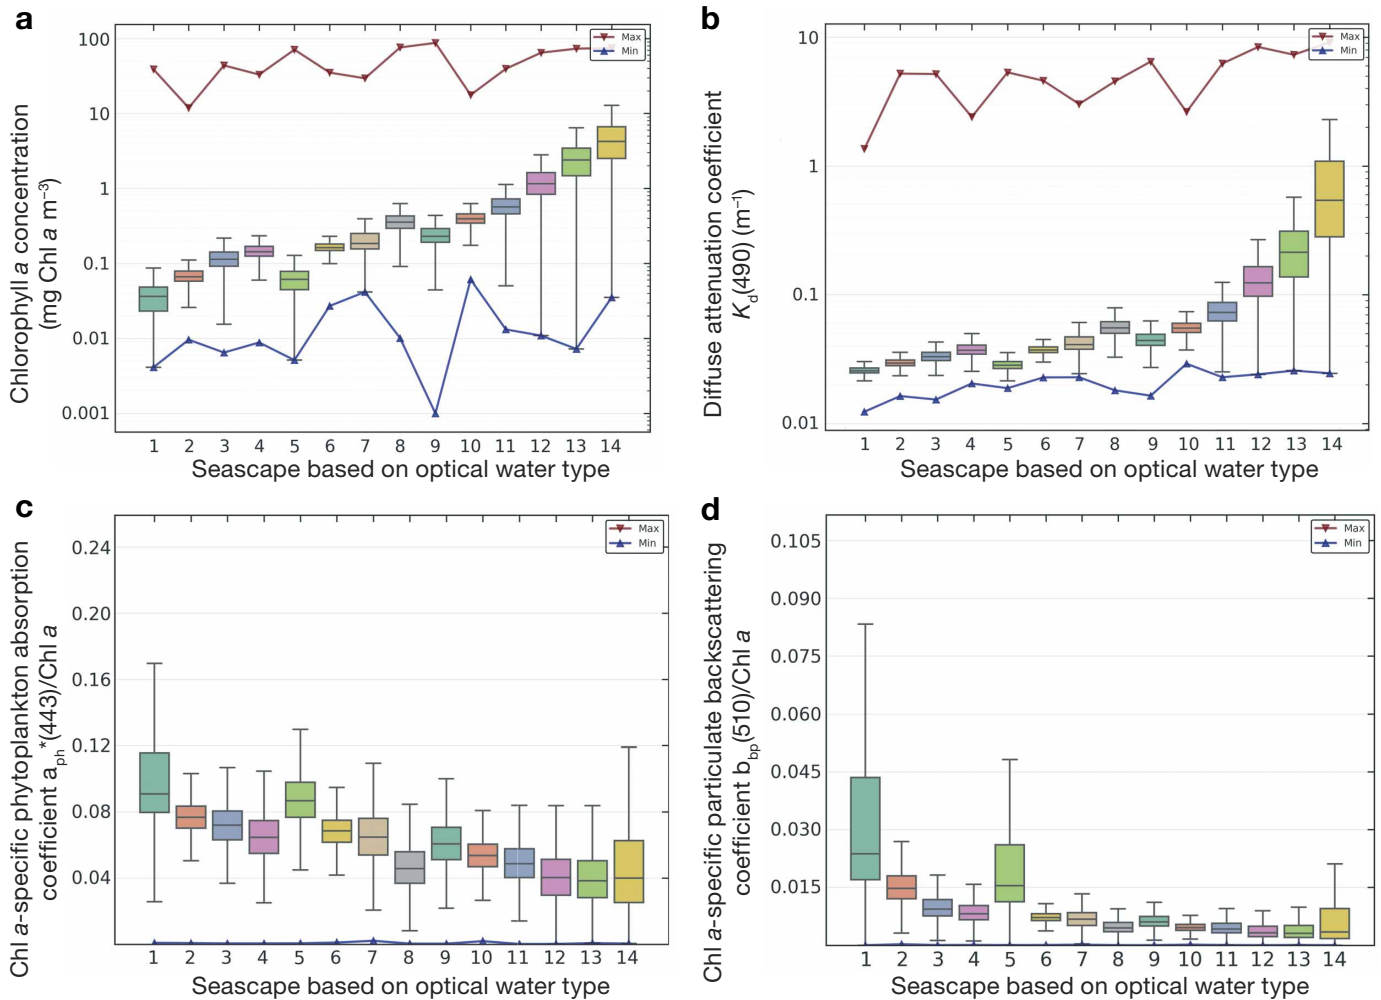 a
100
10
1
0.1
0.01
0.001
Chlorophyll a concentration
(mg Chl a m⁻³)
Max
Min
1 2 3 4 5 6 7 8 9 10 11 12 13 14
Seascape based on optical water type
b
10
1
0.1
0.01
Diffuse attenuation coefficient
Kd(490) (m⁻¹)
Max
Min
1 2 3 4 5 6 7 8 9 10 11 12 13 14
Seascape based on optical water type
c
0.24
0.20
0.16
0.12
0.08
0.04
Chl a-specific phytoplankton absorption
coefficient aph*(443)/Chl a
Max
Min
1 2 3 4 5 6 7 8 9 10 11 12 13 14
Seascape based on optical water type
d
0.105
0.090
0.075
0.060
0.045
0.030
0.015
Chl a-specific particulate backscattering
coefficient bbp(510)/Chl a
Max
Min
1 2 3 4 5 6 7 8 9 10 11 12 13 14
Seascape based on optical water type